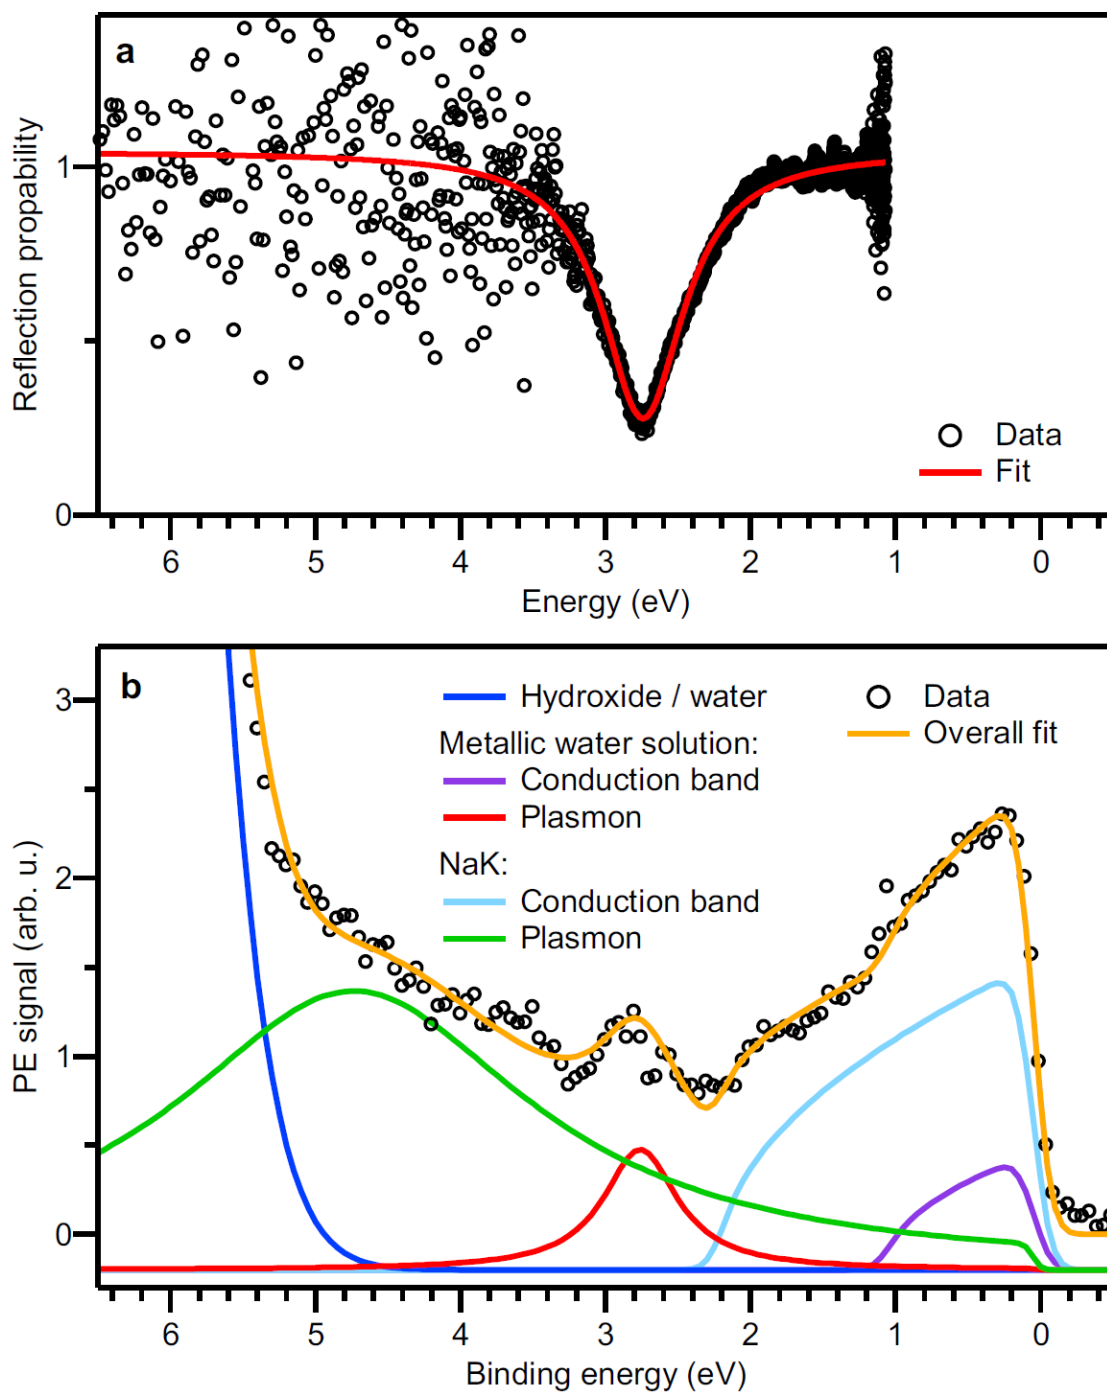 a
Reflection propability
1
0
Data
Fit
6 5 4 3 2 1 0
Energy (eV)
b
PE signal (arb. u.)
3
2
1
0
Hydroxide / water
Metallic water solution:
Conduction band
Plasmon
NaK:
Conduction band
Plasmon
Data
Overall fit
6 5 4 3 2 1 0
Binding energy (eV)